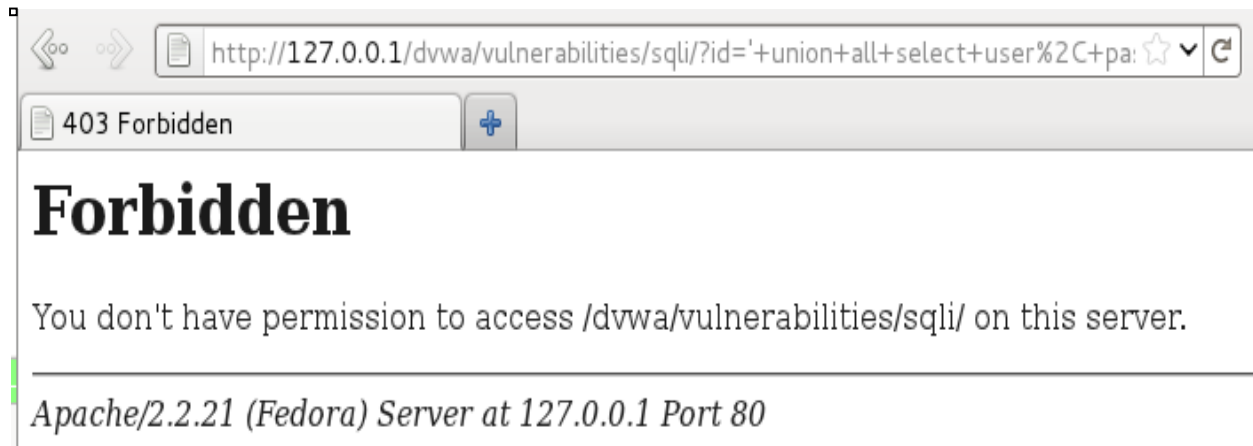 http://127.0.0.1/dvwa/vulnerabilities/sqli/?id='+union+all+select+user%2C+pa:
403 Forbidden
Forbidden
You don't have permission to access /dvwa/vulnerabilities/sqli/ on this server.
Apache/2.2.21 (Fedora) Server at 127.0.0.1 Port 80